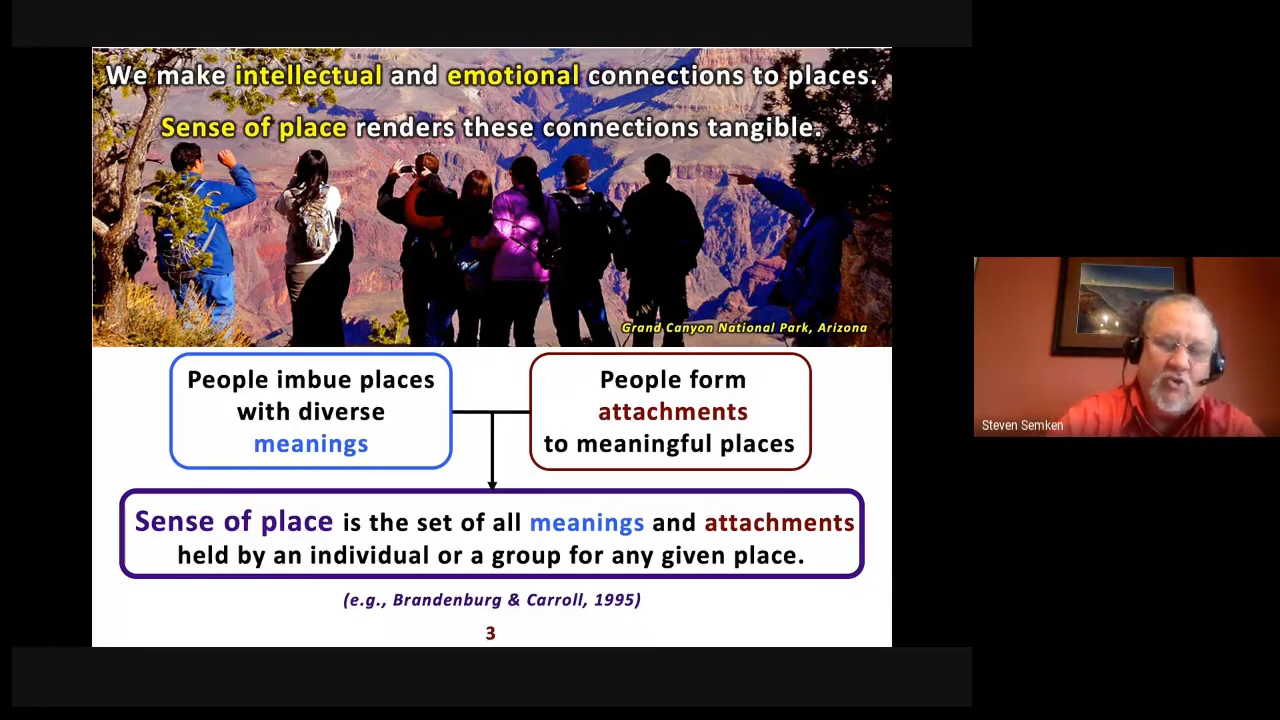 We make intellectual and emotional connections to places.
Sense of place renders these connections tangible.
Grand Canyon National Park, Arizona
People imbue places
with diverse
meanings
People form
attachments
to meaningful places
Sense of place is the set of all meanings and attachments
held by an individual or a group for any given place.
(e.g., Brandenburg & Carroll, 1995)
3
Steven Semken